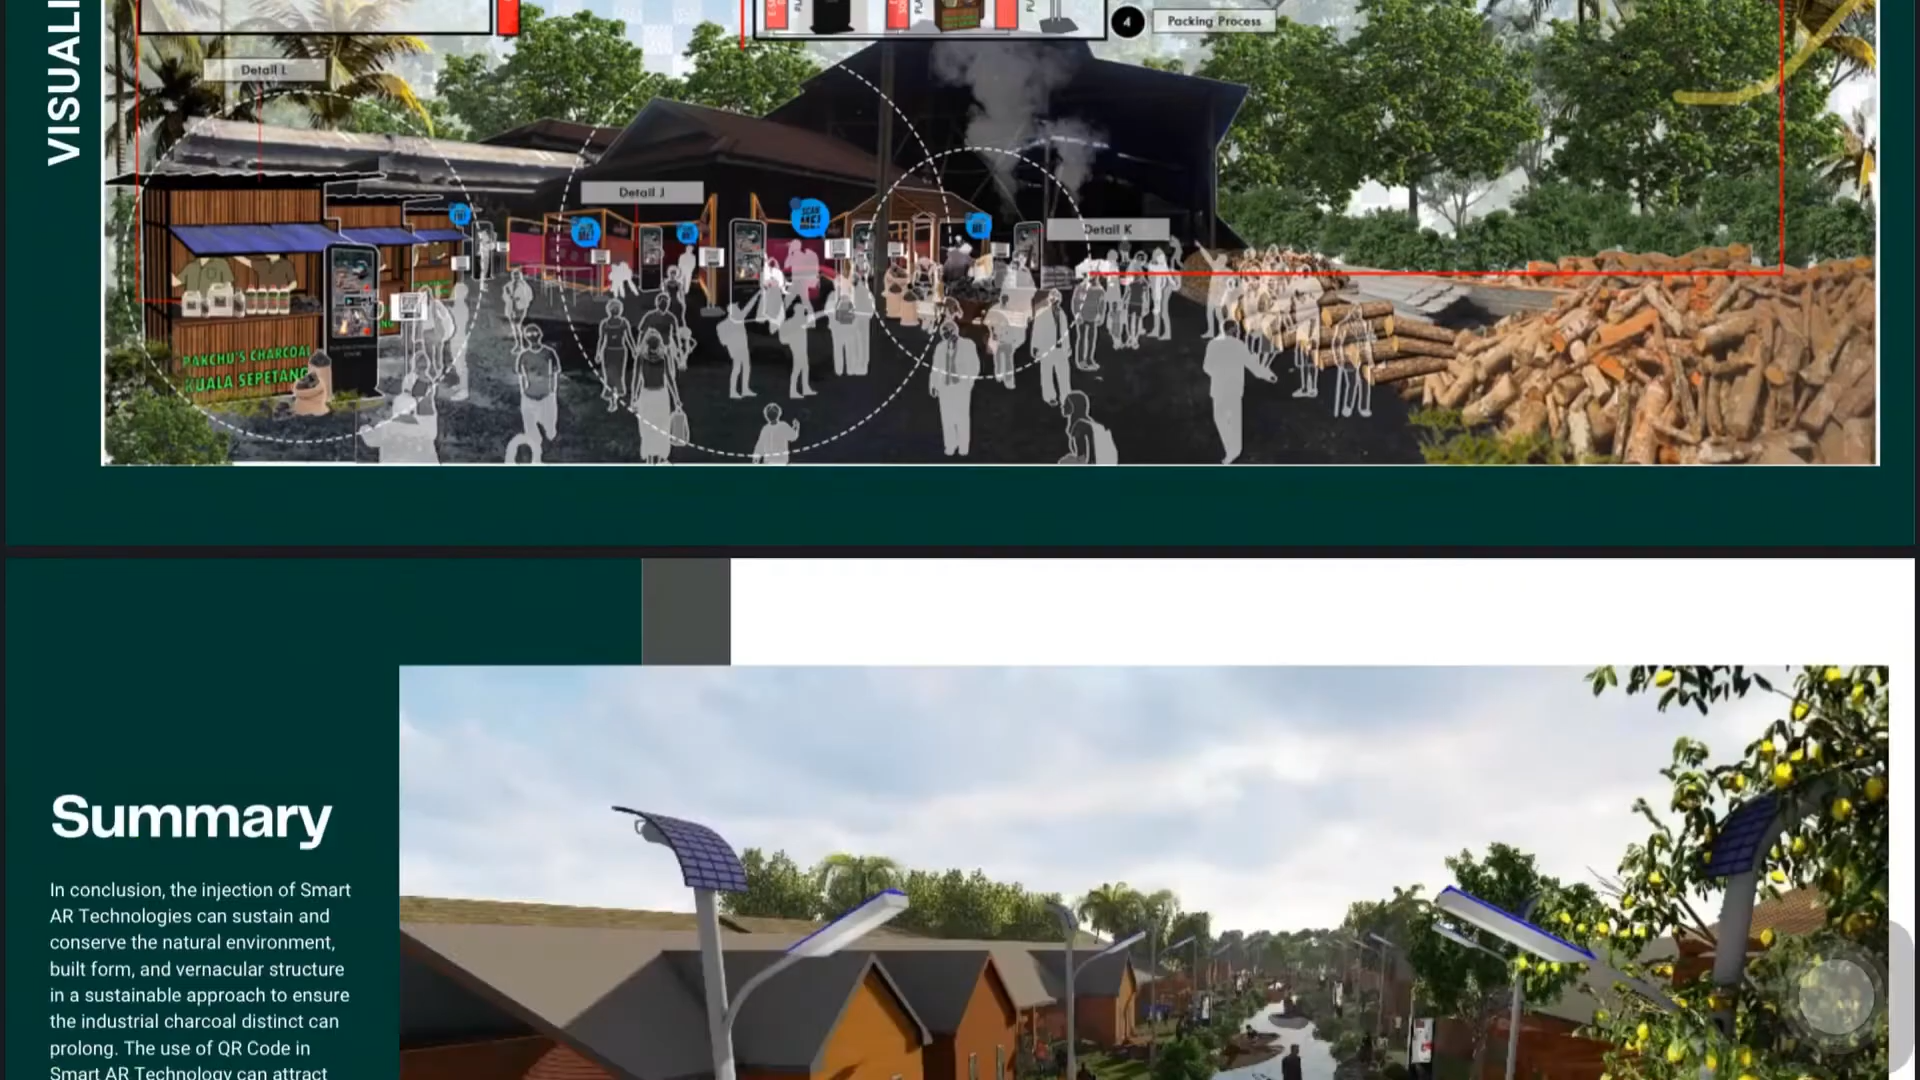 VISUALI
4
Packing Process
Detail L
Detail J
SCAN
ME!
Detail K
PAKCHU'S CHARCOAL
KUALA SEPETANG
Summary
In conclusion, the injection of Smart
AR Technologies can sustain and
conserve the natural environment,
built form, and vernacular structure
in a sustainable approach to ensure
the industrial charcoal distinct can
prolong. The use of QR Code in
Smart AR Technology can attract